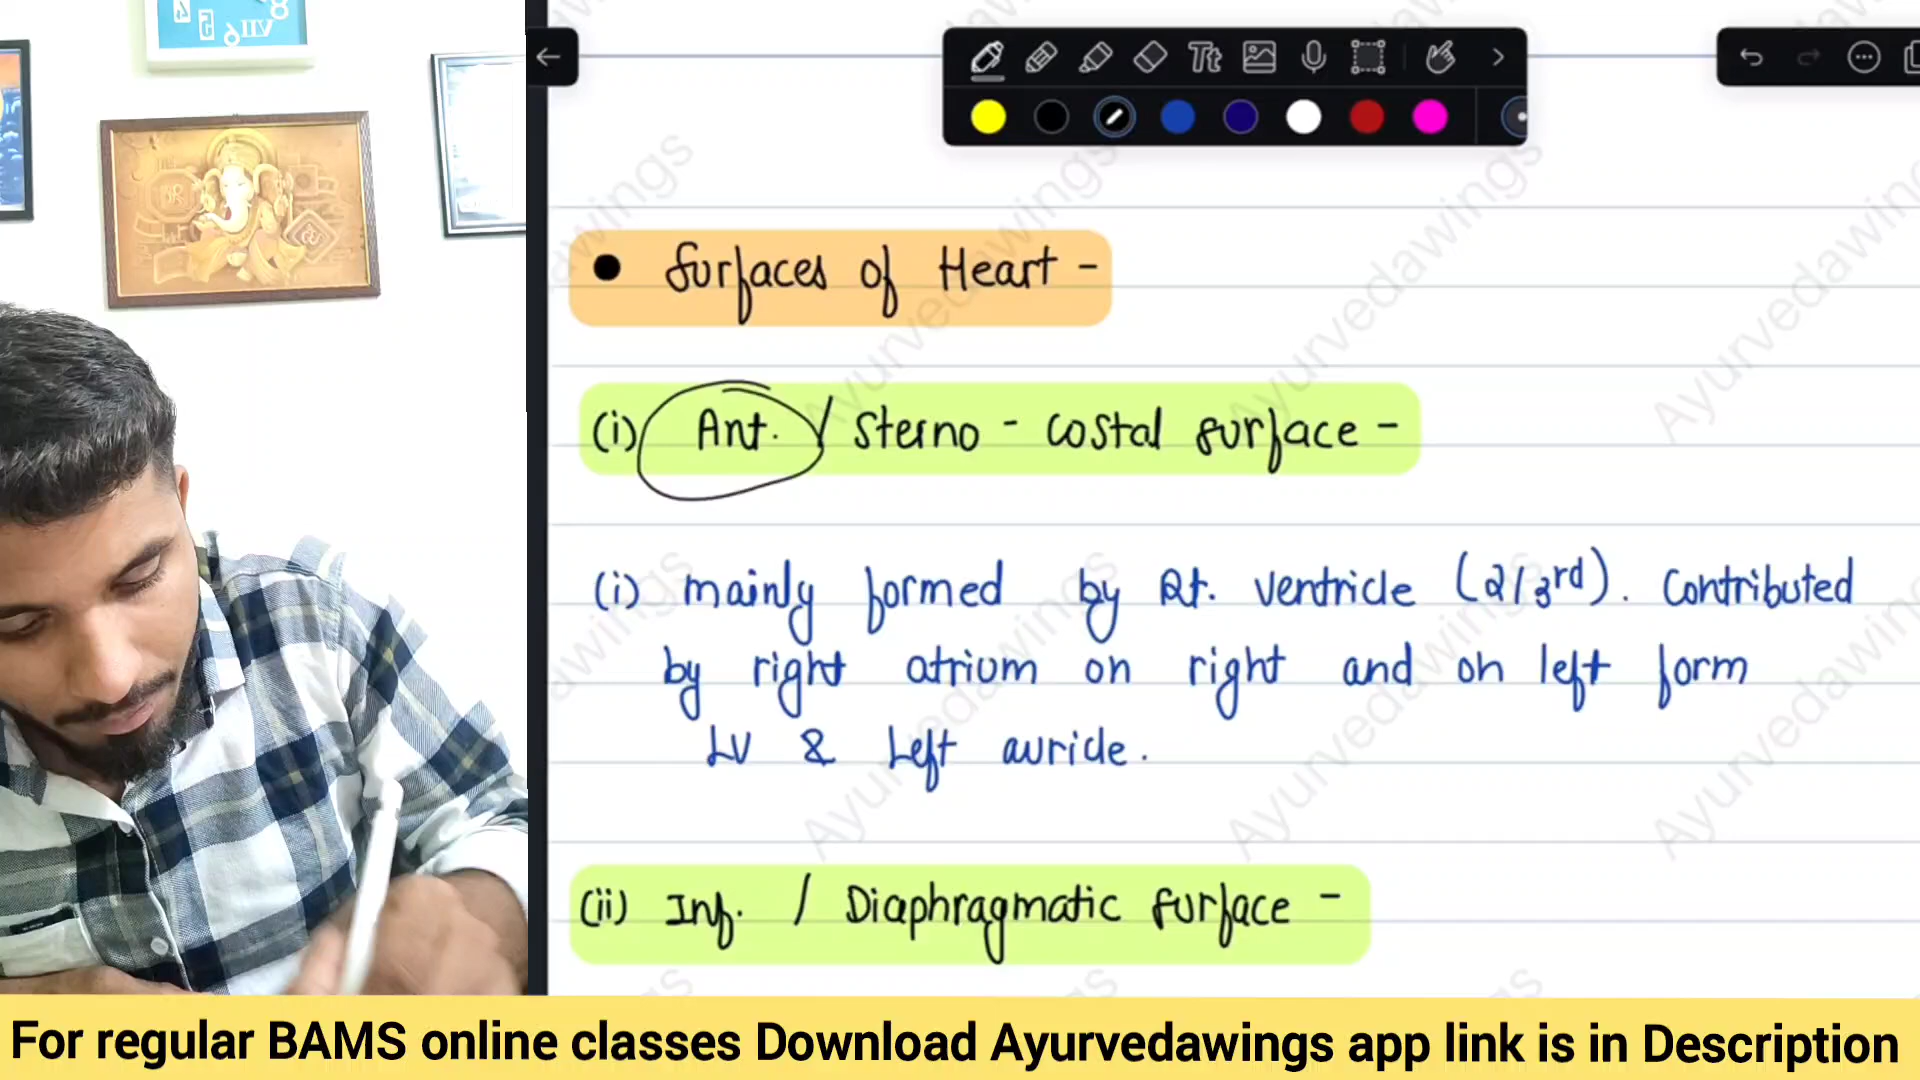 ● Surfaces of Heart -
(i) Ant. / Sterno - costal surface -
(i) mainly formed by Rt. ventricle (2/3rd). Contributed
by right atrium on right and on left form
LV & Left auricle.
(ii) Inf. / Diaphragmatic surface -
Tt
Ayurvedawings
For regular BAMS online classes Download Ayurvedawings app link is in Description